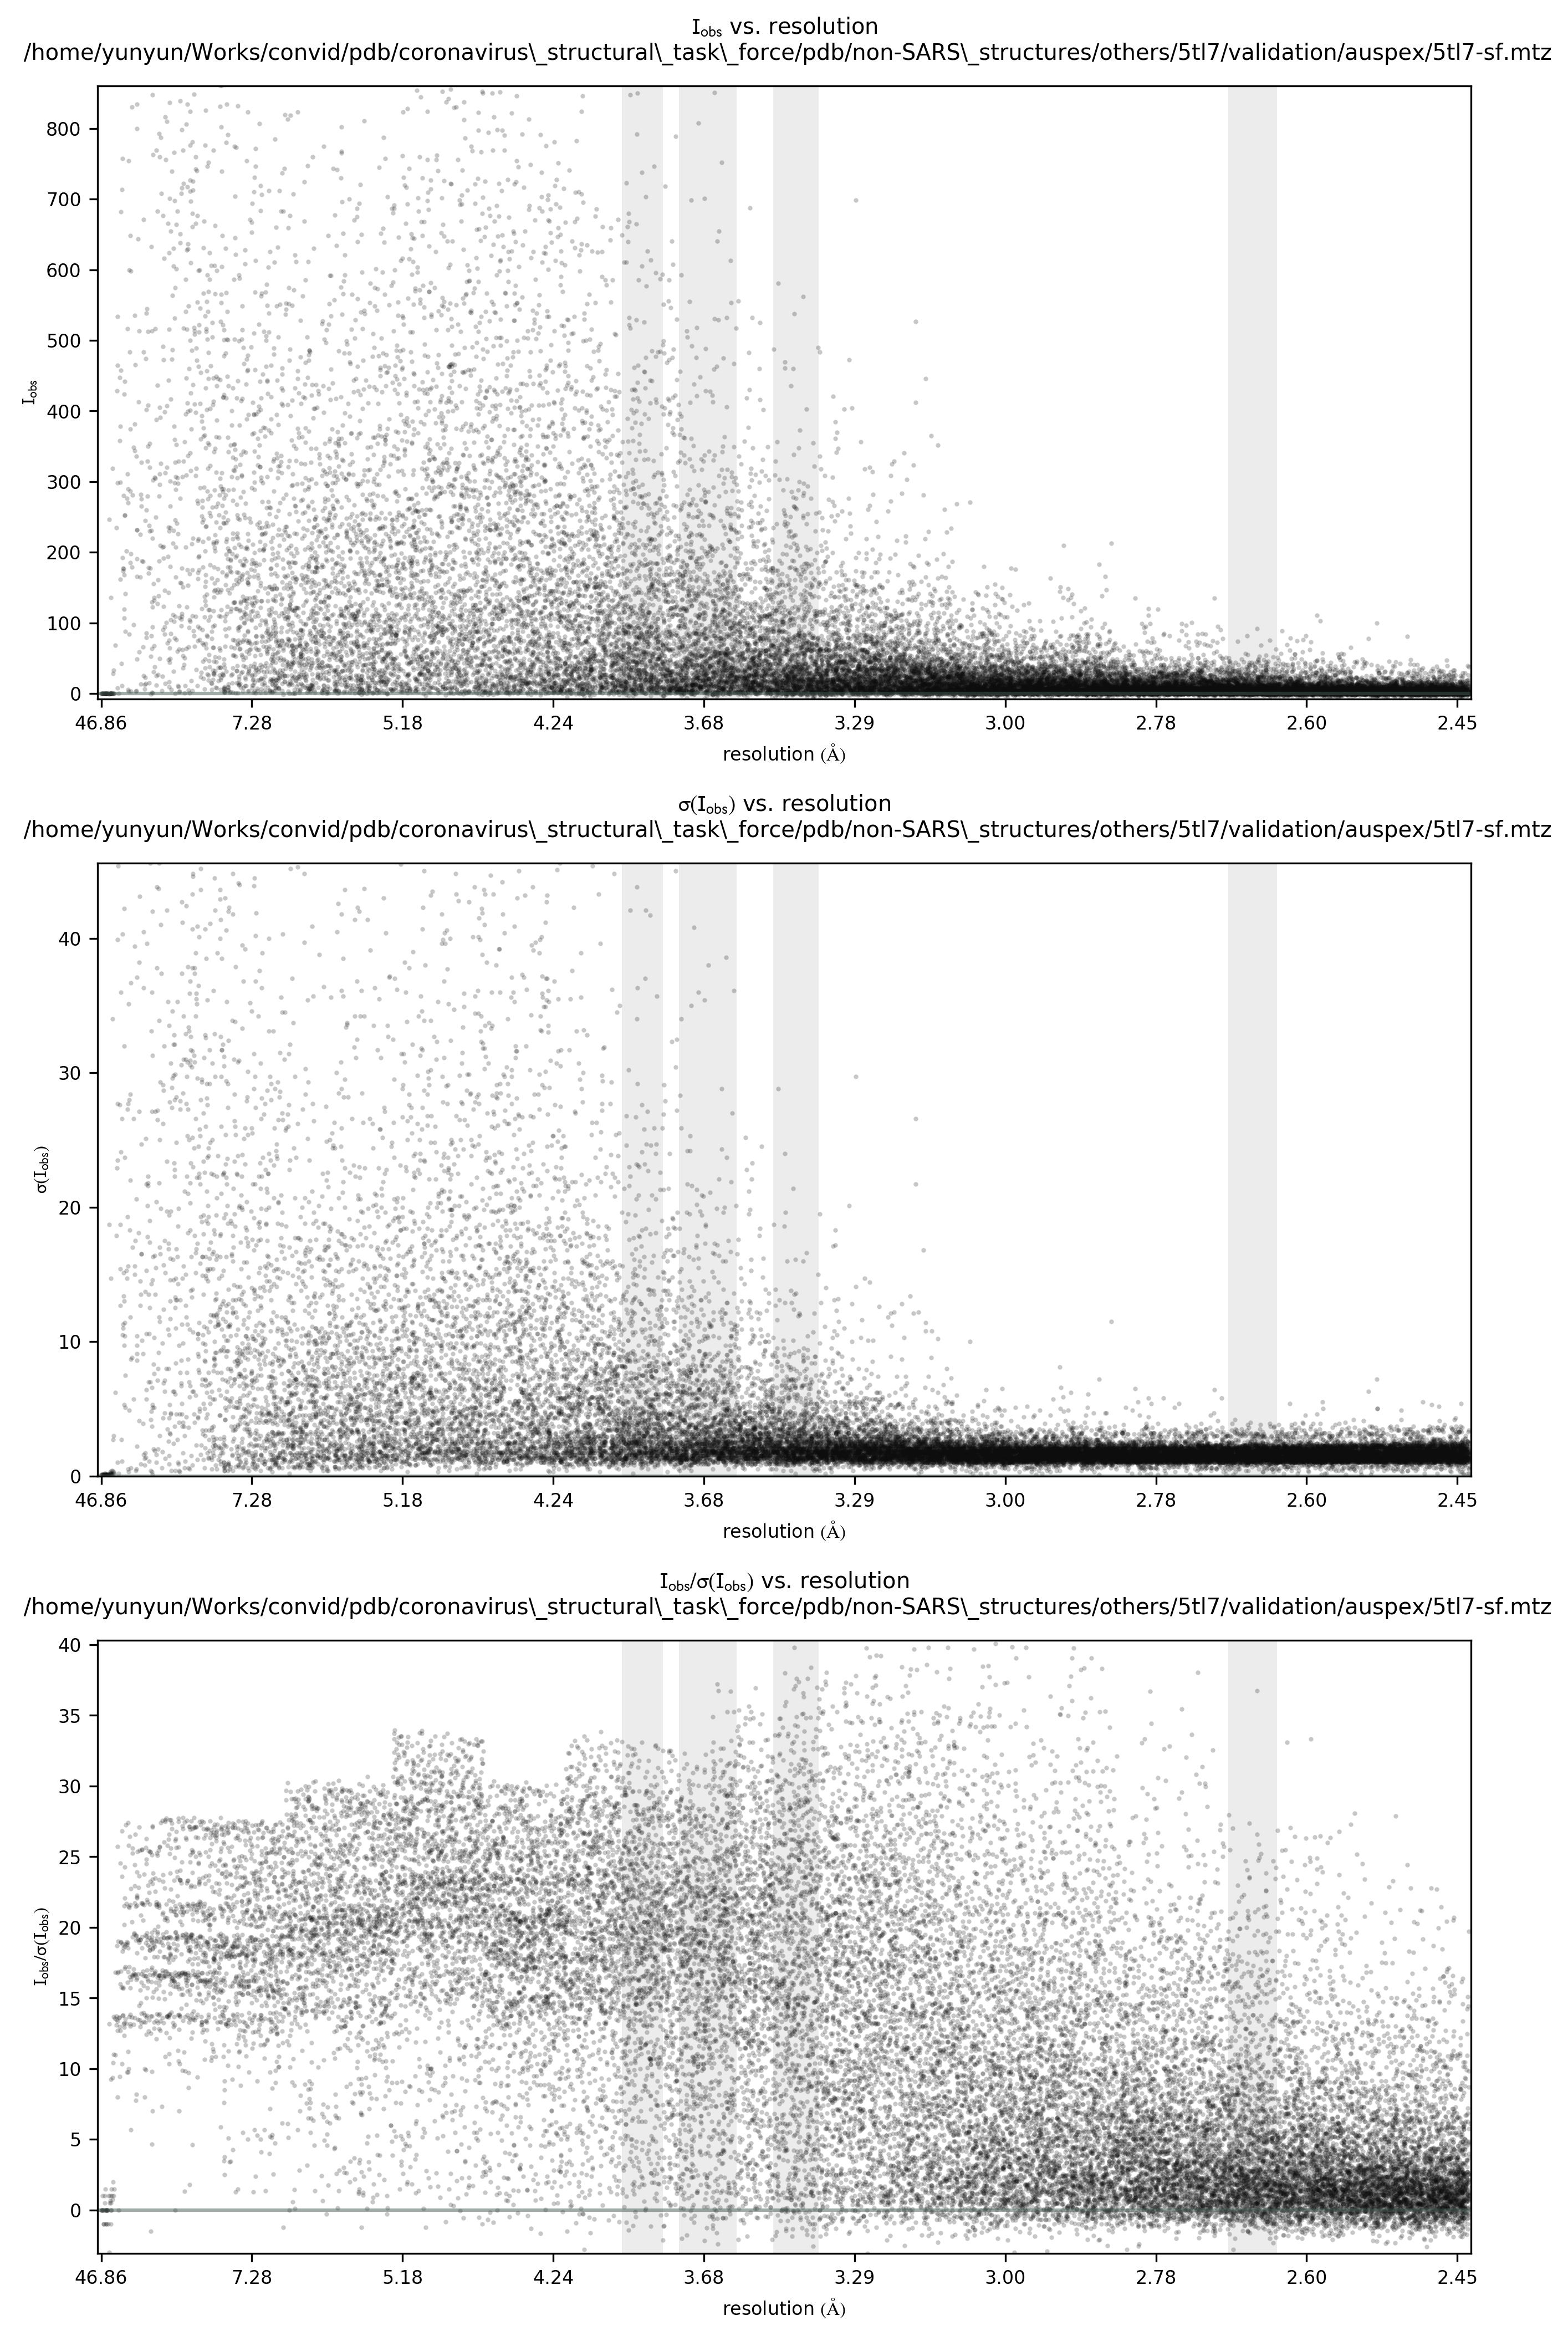 I_obs vs. resolution
/home/yunyun/Works/convid/pdb/coronavirus\_structural\_task\_force/pdb/non-SARS\_structures/others/5tl7/validation/auspex/5tl7-sf.mtz
800
700
600
500
400
300
200
100
0
I_obs
46.86 7.28 5.18 4.24 3.68 3.29 3.00 2.78 2.60 2.45
resolution (Å)
σ(I_obs) vs. resolution
/home/yunyun/Works/convid/pdb/coronavirus\_structural\_task\_force/pdb/non-SARS\_structures/others/5tl7/validation/auspex/5tl7-sf.mtz
40
30
20
10
0
σ(I_obs)
46.86 7.28 5.18 4.24 3.68 3.29 3.00 2.78 2.60 2.45
resolution (Å)
I_obs/σ(I_obs) vs. resolution
/home/yunyun/Works/convid/pdb/coronavirus\_structural\_task\_force/pdb/non-SARS\_structures/others/5tl7/validation/auspex/5tl7-sf.mtz
40
35
30
25
20
15
10
5
0
I_obs/σ(I_obs)
46.86 7.28 5.18 4.24 3.68 3.29 3.00 2.78 2.60 2.45
resolution (Å)